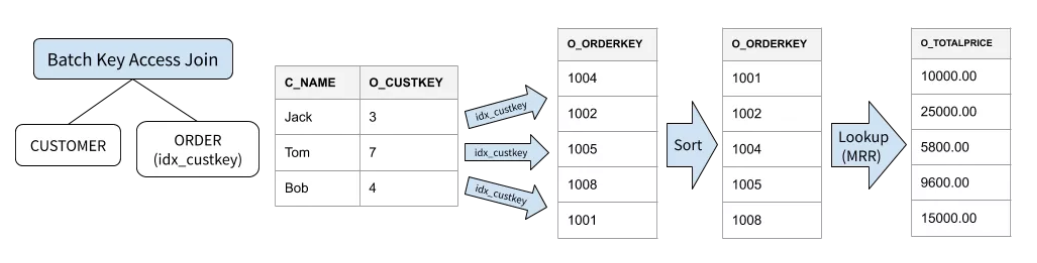 Batch Key Access Join
CUSTOMER
ORDER
(idx_custkey)
C_NAME O_CUSTKEY
Jack 3
Tom 7
Bob 4
idx_custkey
idx_custkey
idx_custkey
O_ORDERKEY
1004
1002
1005
1008
1001
Sort
O_ORDERKEY
1001
1002
1004
1005
1008
Lookup
(MRR)
O_TOTALPRICE
10000.00
25000.00
5800.00
9600.00
15000.00